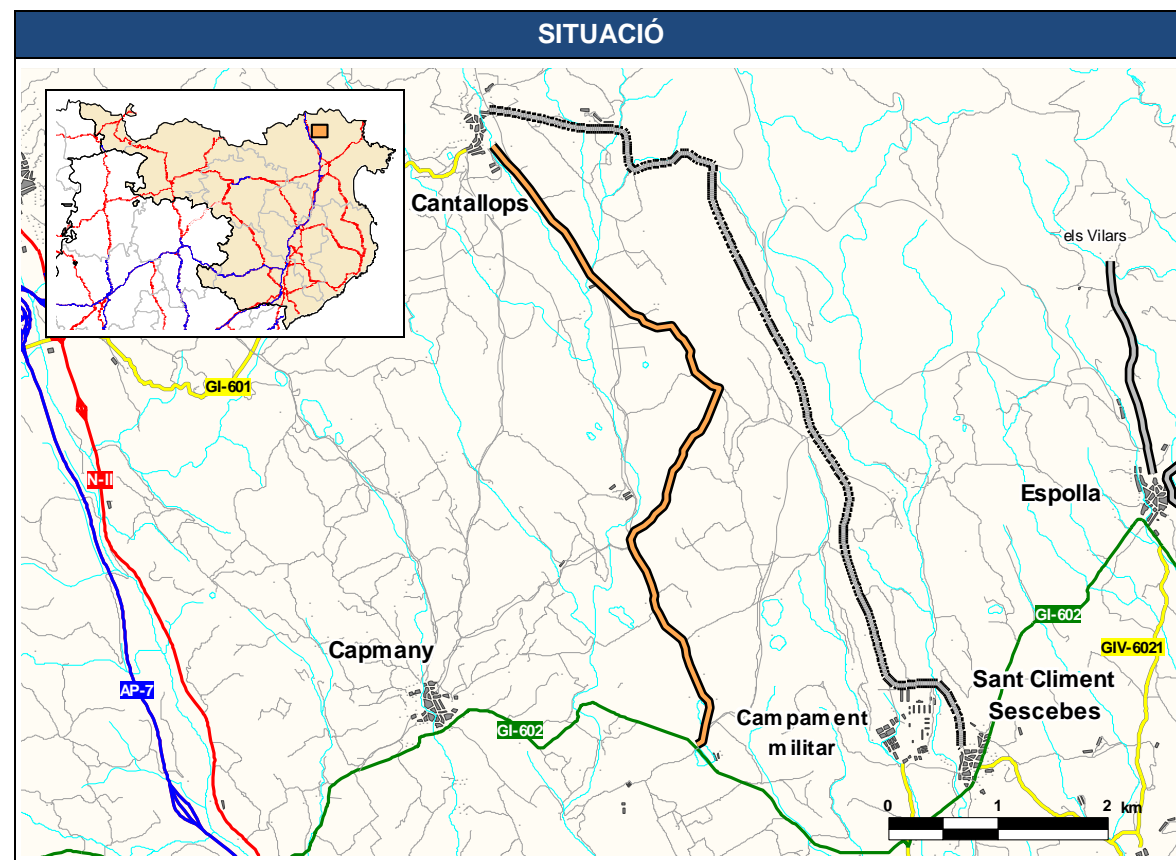 SITUACIÓ
Cantallops
els Vilars
GI-601
N-II
Espolla
GI-602
GIV-6021
Capmany
Sant Climent
Sescebes
AP-7
Campament
militar
GI-602
0 1 2 km